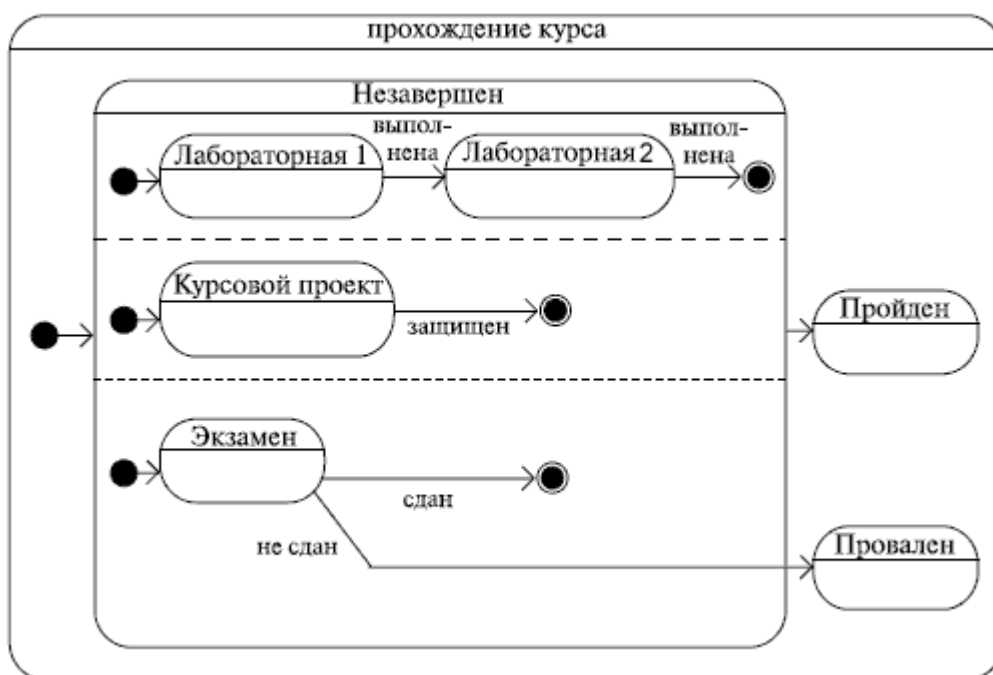 прохождение курса
Незавершен
выпол-
нена
выпол-
нена
Лабораторная 1
Лабораторная 2
Курсовой проект
защищен
Пройден
Экзамен
сдан
не сдан
Провален